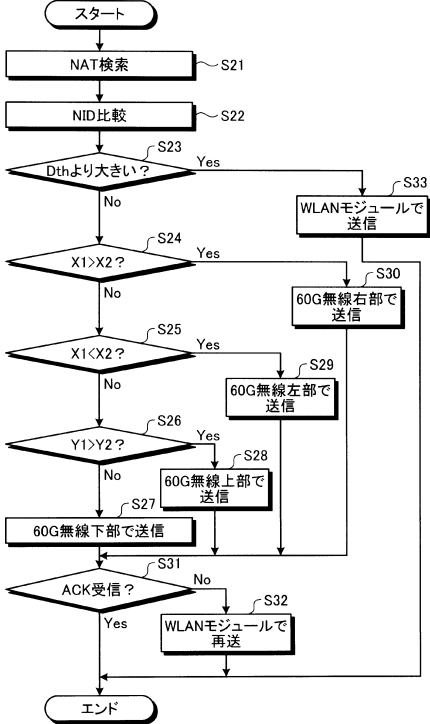 スタート
NAT検索
S21
NID比較
S22
S23
Dthより大きい?
Yes
No
S33
WLANモジュールで
送信
S24
X1>X2?
Yes
No
S30
60G無線右部で
送信
S25
X1<X2?
Yes
No
S29
60G無線左部で
送信
S26
Y1>Y2?
Yes
No
S28
60G無線上部で
送信
S27
60G無線下部で送信
S31
ACK受信?
No
Yes
S32
WLANモジュールで
再送
エンド